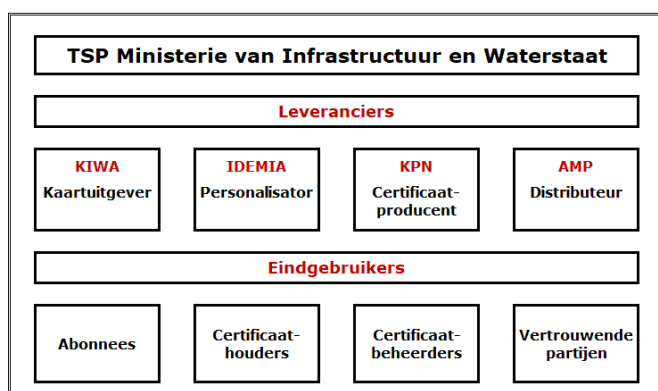 TSP Ministerie van Infrastructuur en Waterstaat
Leveranciers
KIWA
Kaartuitgever
IDEMIA
Personalisator
KPN
Certificaat-
producent
AMP
Distributeur
Eindgebruikers
Abonnees
Certificaat-
houders
Certificaat-
beheerders
Vertrouwende
partijen